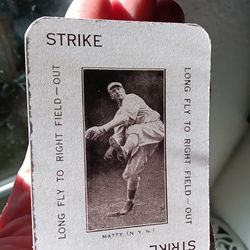 STRIKE
LONG FLY TO RIGHT FIELD—OUT
LONG FLY TO RIGHT FIELD—OUT
MATTY, (N. Y. N.)
STRIKE